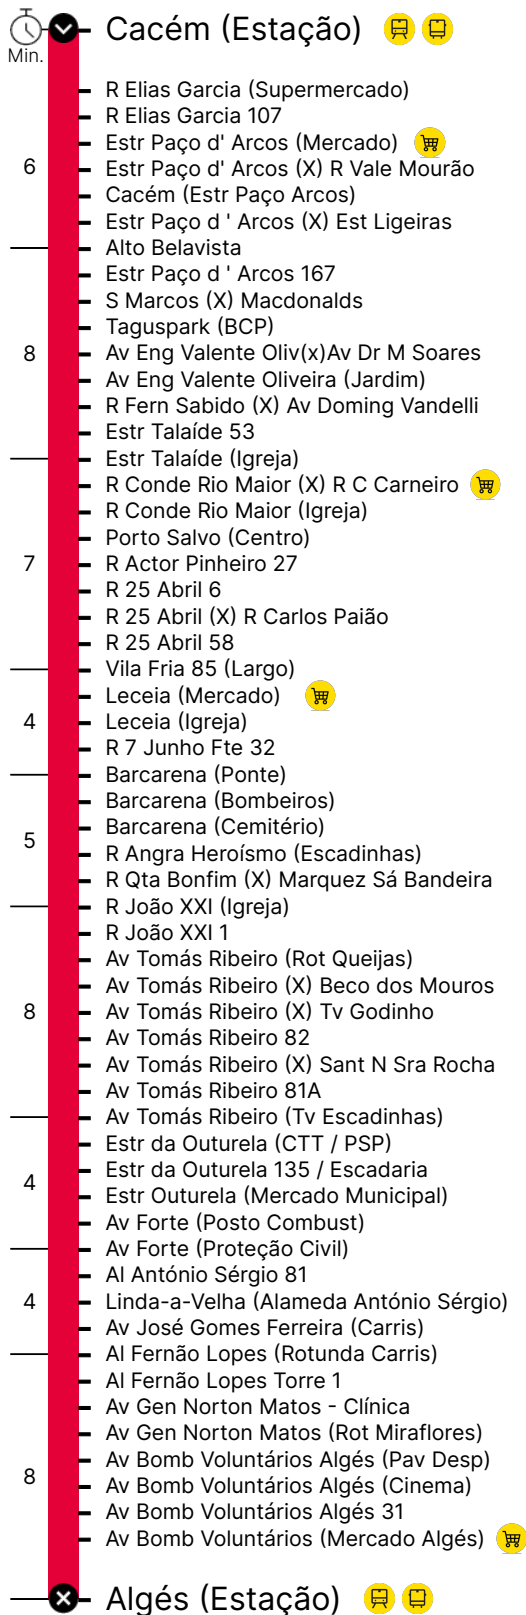 Cacém (Estação)
Min.
R Elias Garcia (Supermercado)
R Elias Garcia 107
Estr Paço d' Arcos (Mercado)
6
Estr Paço d' Arcos (X) R Vale Mourão
Cacém (Estr Paço Arcos)
Estr Paço d ' Arcos (X) Est Ligeiras
Alto Belavista
Estr Paço d ' Arcos 167
S Marcos (X) Macdonalds
Taguspark (BCP)
8
Av Eng Valente Oliv(x)Av Dr M Soares
Av Eng Valente Oliveira (Jardim)
R Fern Sabido (X) Av Doming Vandelli
Estr Talaíde 53
Estr Talaíde (Igreja)
R Conde Rio Maior (X) R C Carneiro
R Conde Rio Maior (Igreja)
Porto Salvo (Centro)
7
R Actor Pinheiro 27
R 25 Abril 6
R 25 Abril (X) R Carlos Paião
R 25 Abril 58
Vila Fria 85 (Largo)
Leceia (Mercado)
4
Leceia (Igreja)
R 7 Junho Fte 32
Barcarena (Ponte)
Barcarena (Bombeiros)
Barcarena (Cemitério)
5
R Angra Heroísmo (Escadinhas)
R Qta Bonfim (X) Marquez Sá Bandeira
R João XXI (Igreja)
R João XXI 1
Av Tomás Ribeiro (Rot Queijas)
Av Tomás Ribeiro (X) Beco dos Mouros
8
Av Tomás Ribeiro (X) Tv Godinho
Av Tomás Ribeiro 82
Av Tomás Ribeiro (X) Sant N Sra Rocha
Av Tomás Ribeiro 81A
Av Tomás Ribeiro (Tv Escadinhas)
Estr da Outurela (CTT / PSP)
Estr da Outurela 135 / Escadaria
4
Estr Outurela (Mercado Municipal)
Av Forte (Posto Combust)
Av Forte (Proteção Civil)
Al António Sérgio 81
4
Linda-a-Velha (Alameda António Sérgio)
Av José Gomes Ferreira (Carris)
Al Fernão Lopes (Rotunda Carris)
Al Fernão Lopes Torre 1
Av Gen Norton Matos - Clínica
Av Gen Norton Matos (Rot Miraflores)
Av Bomb Voluntários Algés (Pav Desp)
8
Av Bomb Voluntários Algés (Cinema)
Av Bomb Voluntários Algés 31
Av Bomb Voluntários (Mercado Algés)
Algés (Estação)